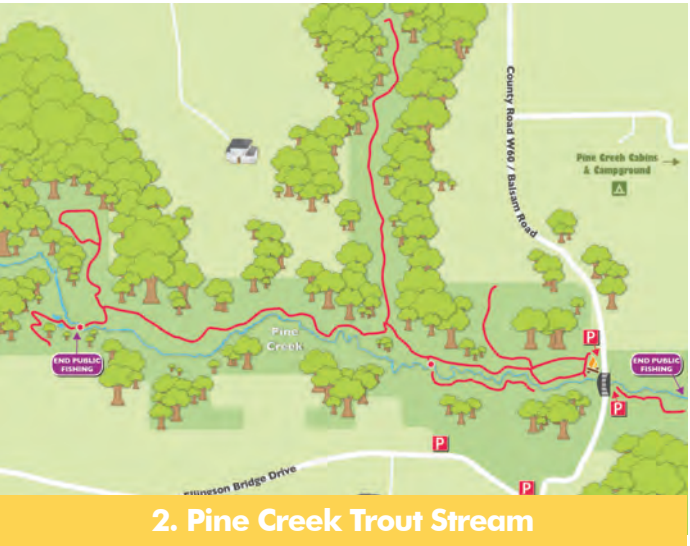 County Road W60 / Balsam Road
Pine Creek Cabins
& Campground
Pine
Creek
P
END PUBLIC
FISHING
END PUBLIC
FISHING
P
P
Ellingson Bridge Drive
P
2. Pine Creek Trout Stream